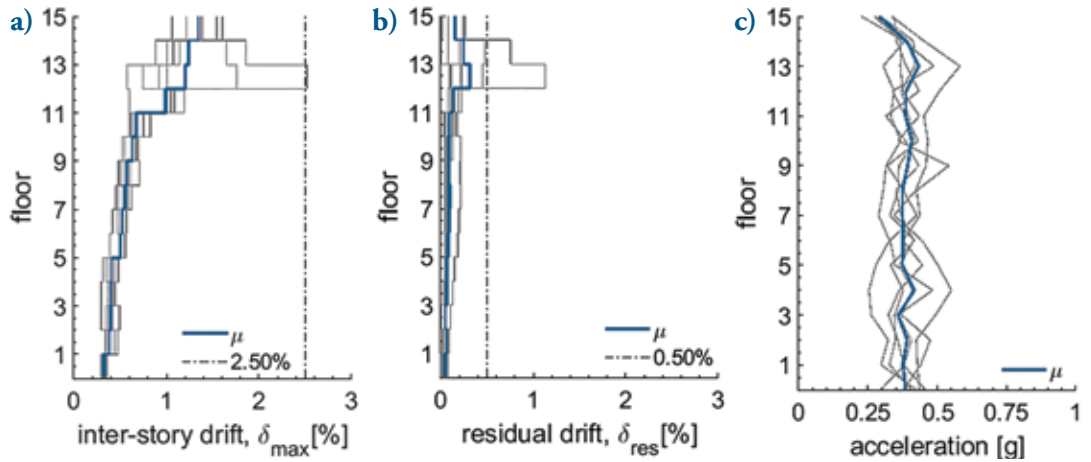 a)
15
13
11
9
7
5
3
1
floor
μ
2.50%
0 1 2 3
inter-story drift, δmax[%]
b)
15
13
11
9
7
5
3
1
floor
μ
0.50%
0 1 2 3
residual drift, δres[%]
c)
15
13
11
9
7
5
3
1
floor
μ
0 0.25 0.5 0.75 1
acceleration [g]